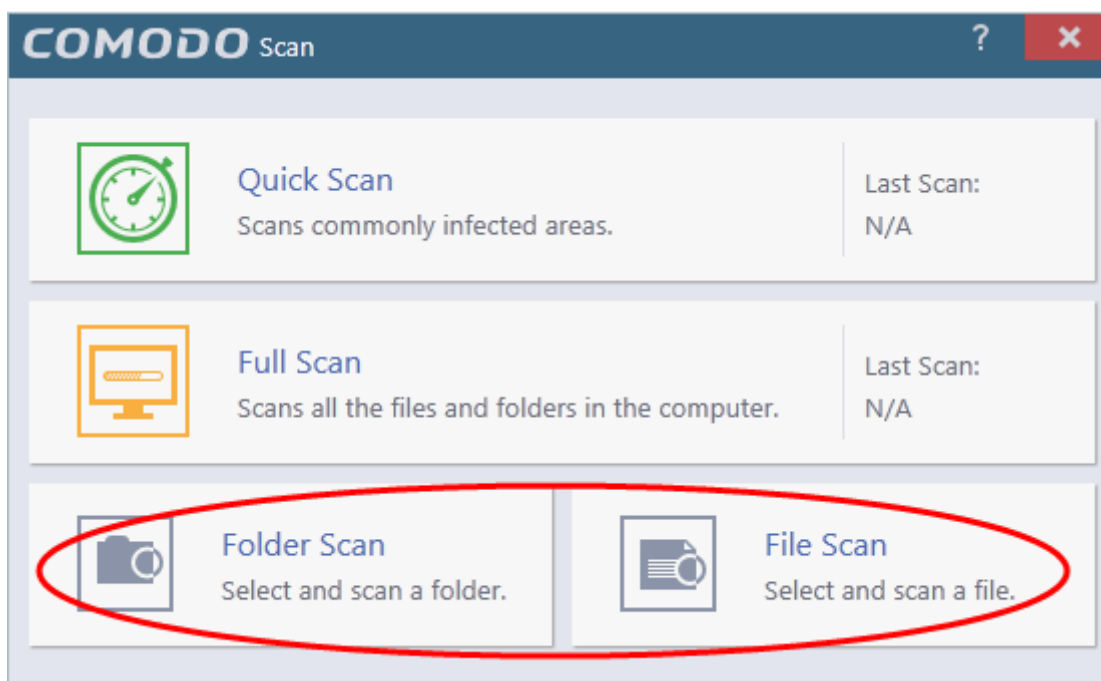 COMODO Scan ?
Quick Scan
Scans commonly infected areas.
Last Scan:
N/A
Full Scan
Scans all the files and folders in the computer.
Last Scan:
N/A
Folder Scan
Select and scan a folder.
File Scan
Select and scan a file.